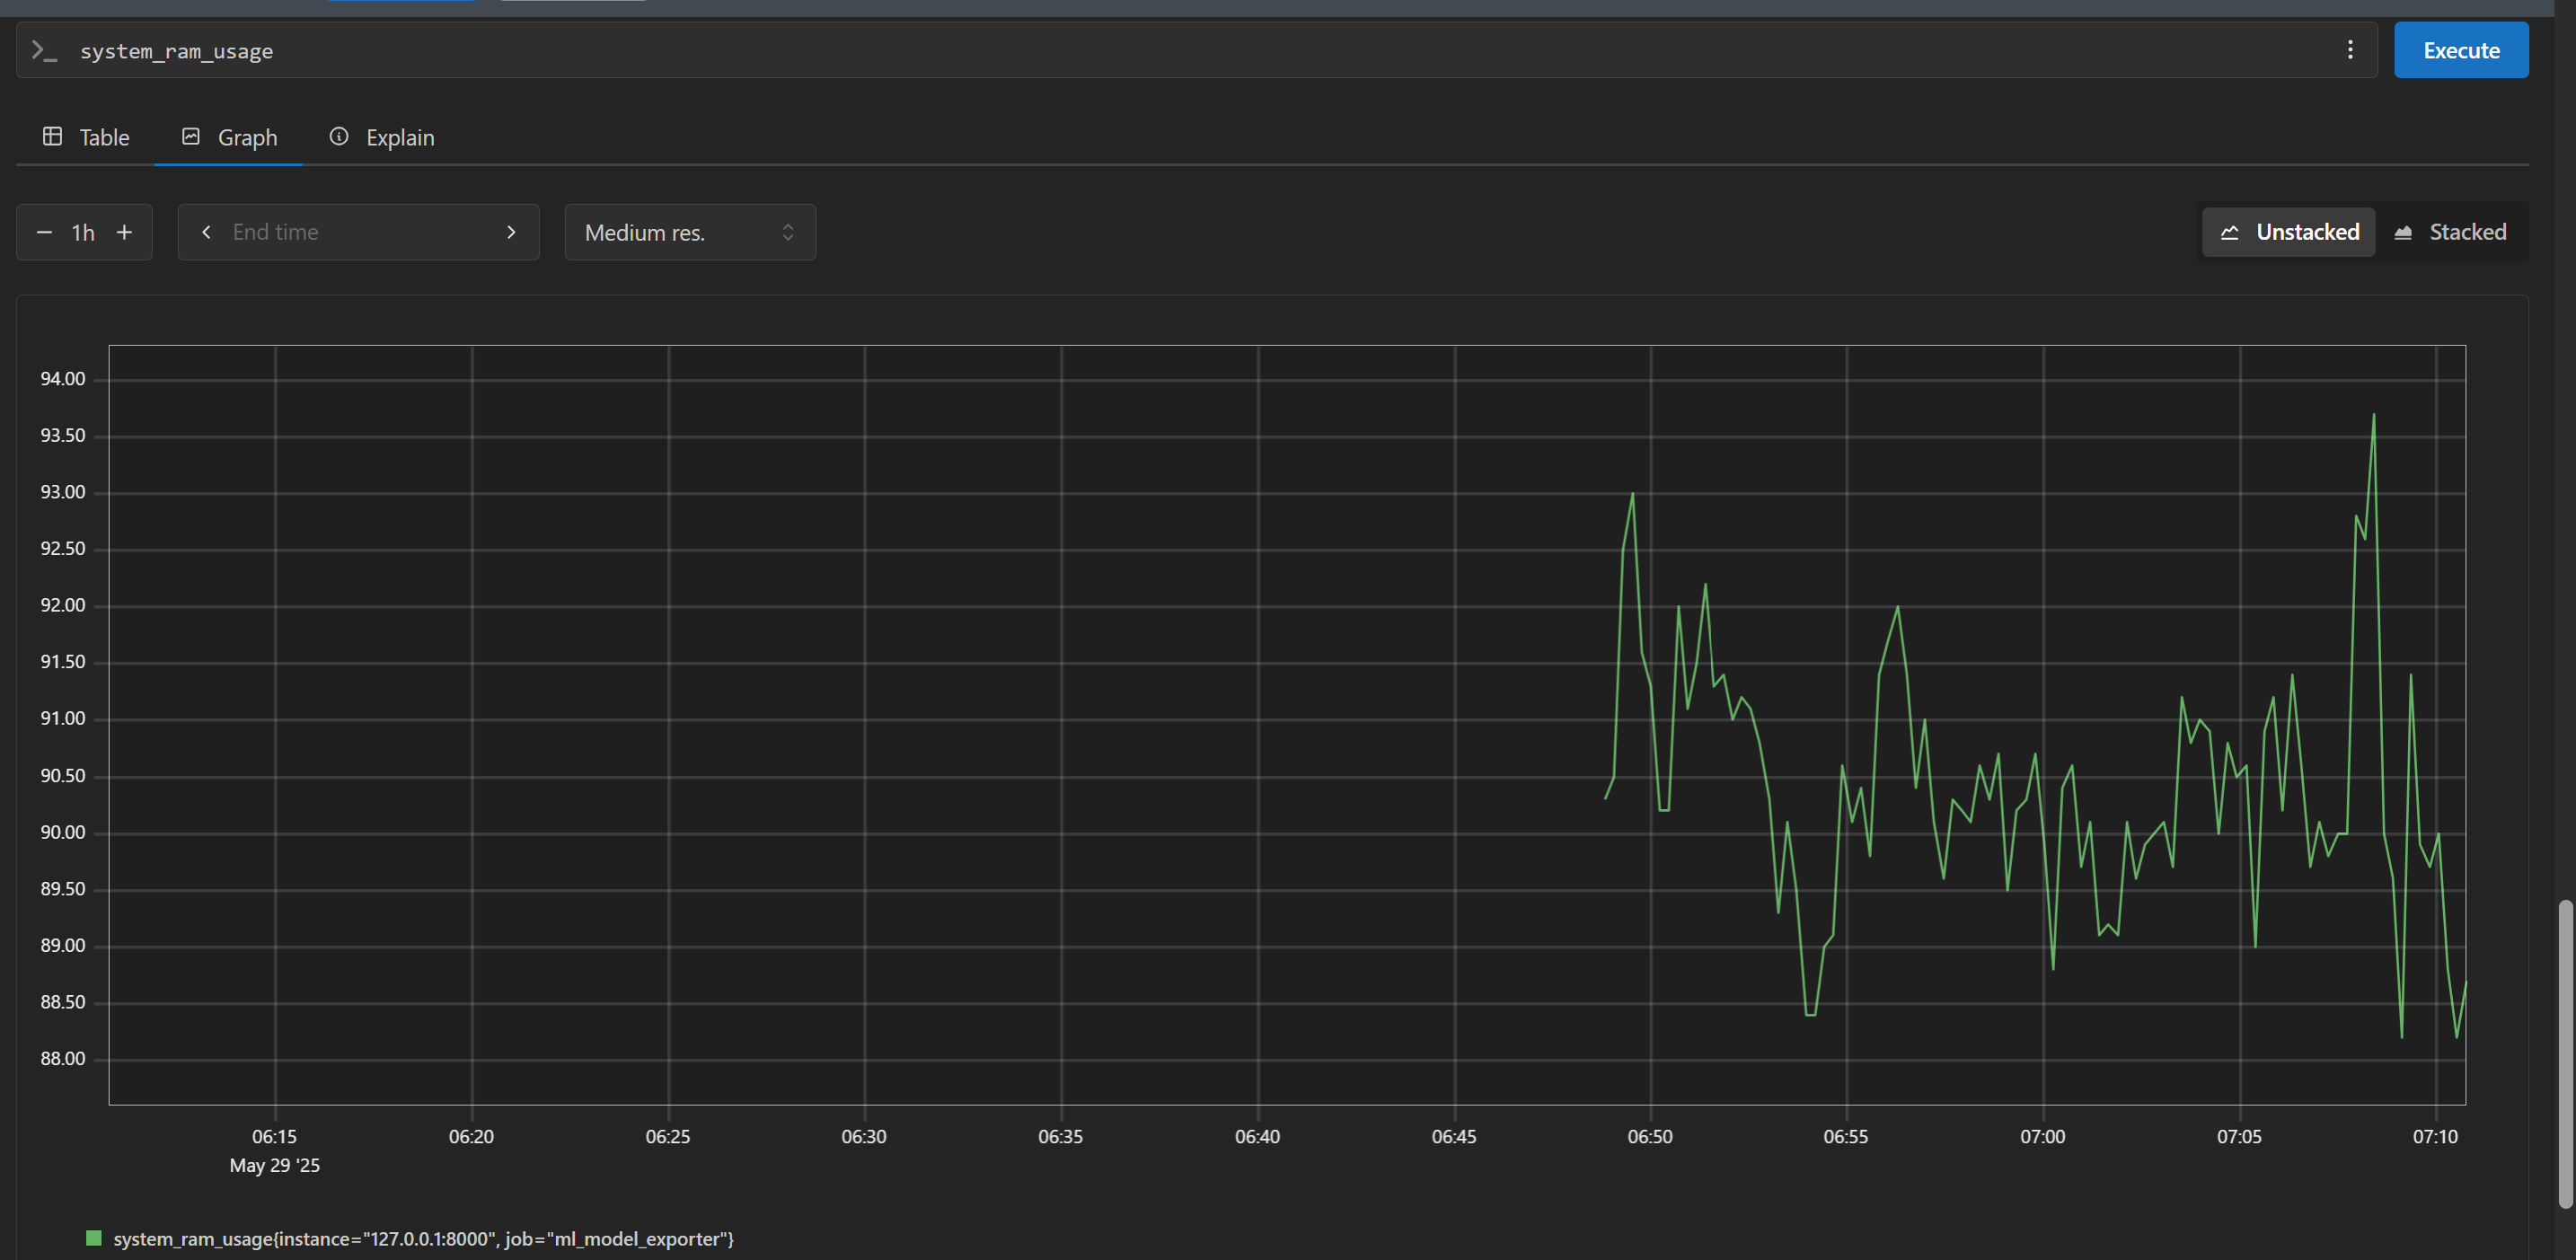 system_ram_usage
Execute
Table Graph Explain
1h End time Medium res. Unstacked Stacked
94.00
93.50
93.00
92.50
92.00
91.50
91.00
90.50
90.00
89.50
89.00
88.50
88.00
06:15 06:20 06:25 06:30 06:35 06:40 06:45 06:50 06:55 07:00 07:05 07:10
May 29 '25
system_ram_usage{instance="127.0.0.1:8000", job="ml_model_exporter"}